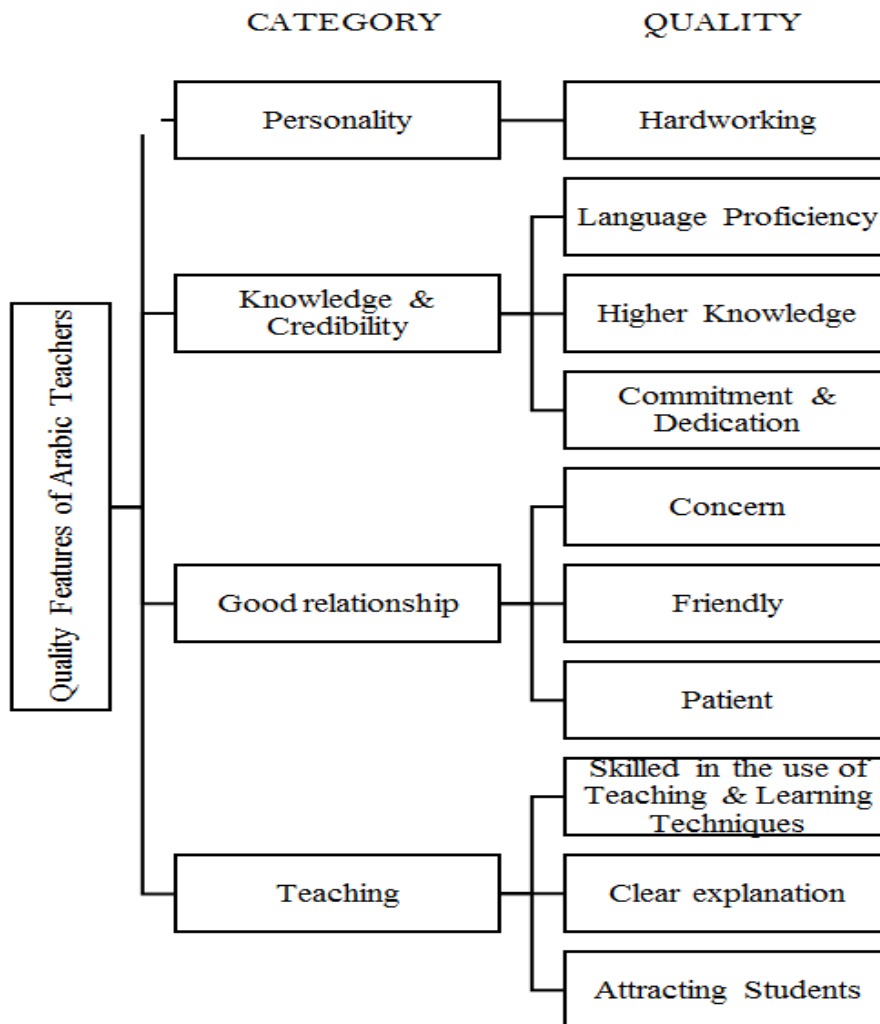 CATEGORY
QUALITY
Quality Features of Arabic Teachers
Personality
Hardworking
Knowledge &
Credibility
Language Proficiency
Higher Knowledge
Commitment &
Dedication
Good relationship
Concern
Friendly
Patient
Teaching
Skilled in the use of
Teaching & Learning
Techniques
Clear explanation
Attracting Students